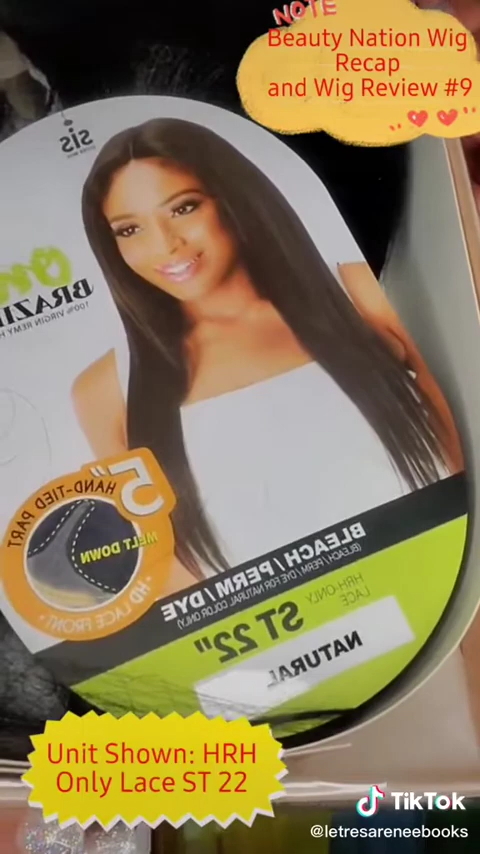 NOTE
Beauty Nation Wig
Recap
and Wig Review #9
sis
BRAZI
100% VIRGIN REMY H
5"
HAND-TIED PART
MELT DOWN
HD LACE FRONT
BLEACH / PERM / DYE
(BLEACH / PERM / DYE FOR NATURAL COLOR ONLY)
HRH-ONLY
LACE
ST 22"
NATURAL
Unit Shown: HRH
Only Lace ST 22
TikTok
@letresareneebooks